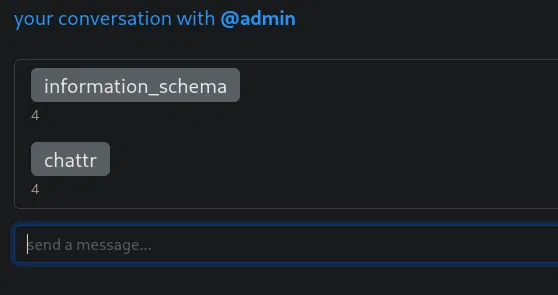 your conversation with @admin
information_schema
4
chattr
4
send a message...